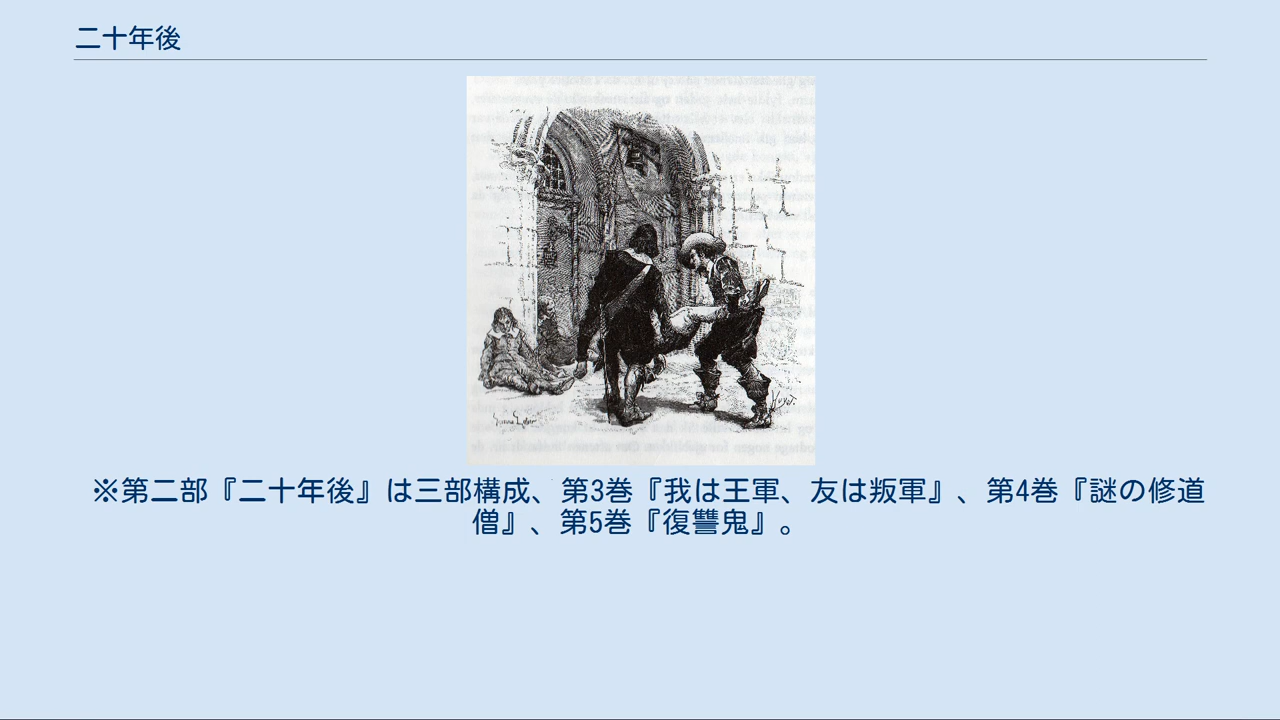 二十年後
※第二部『二十年後』は三部構成、第3巻『我は王軍、友は叛軍』、第4巻『謎の修道
僧』、第5巻『復讐鬼』。